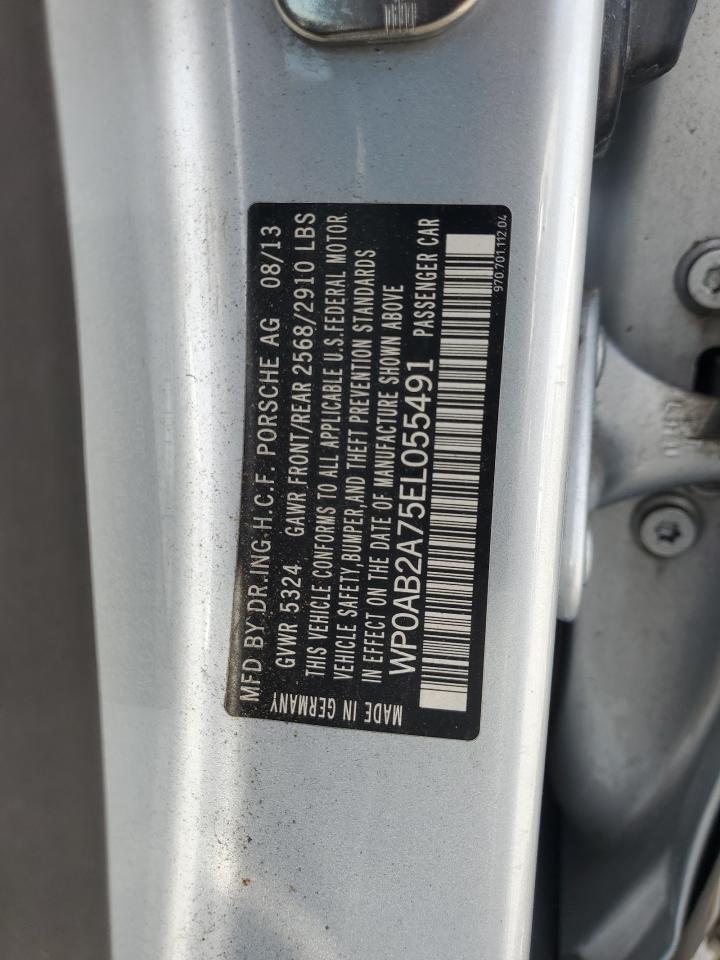 MFD BY DR.ING.H.C.F. PORSCHE AG 08/13
GVWR 5324 GAWR FRONT/REAR 2568/2910 LBS
THIS VEHICLE CONFORMS TO ALL APPLICABLE U.S.FEDERAL MOTOR
VEHICLE SAFETY,BUMPER,AND THEFT PREVENTION STANDARDS
IN EFFECT ON THE DATE OF MANUFACTURE SHOWN ABOVE
WP0AB2A75EL055491 PASSENGER CAR
MADE IN GERMANY
970.701.112.04